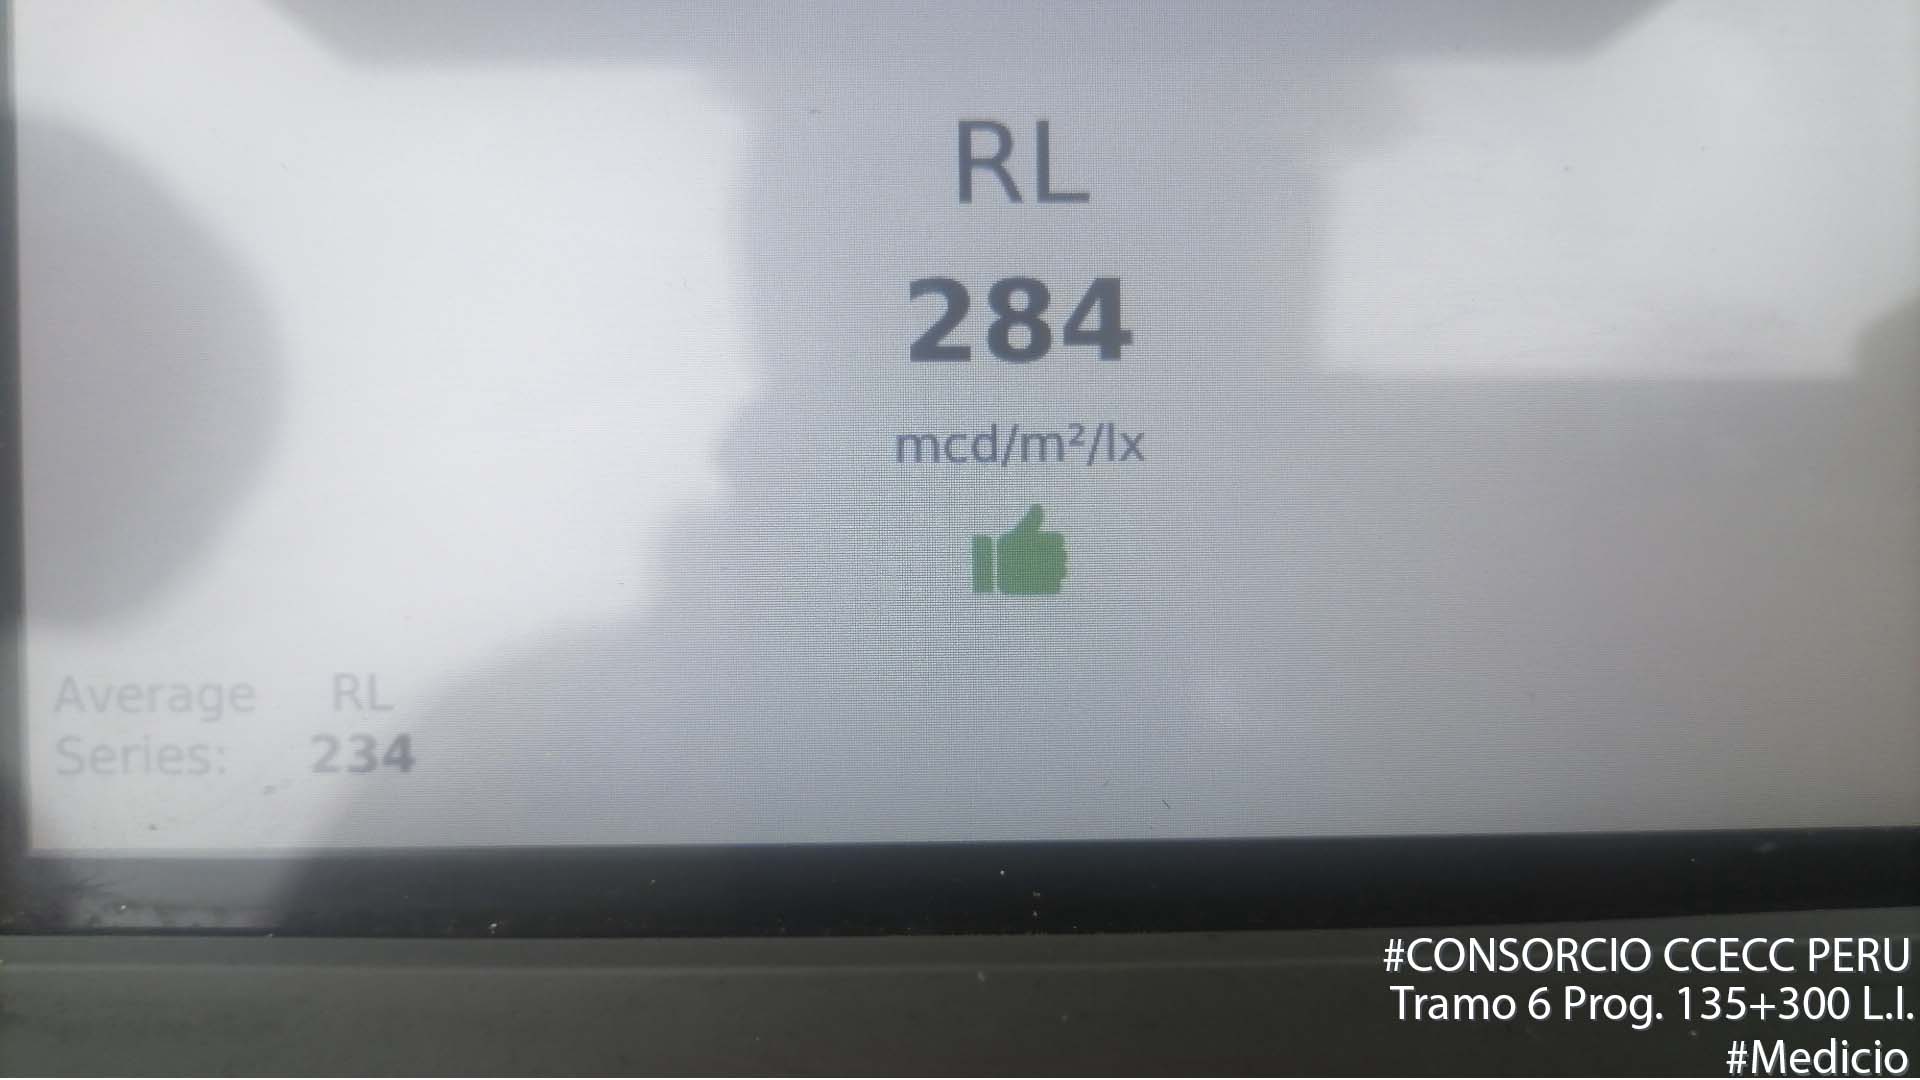 RL
284
mcd/m²/lx
Average RL
Series: 234
#CONSORCIO CCECC PERU
Tramo 6 Prog. 135+300 L.I.
#Medicio